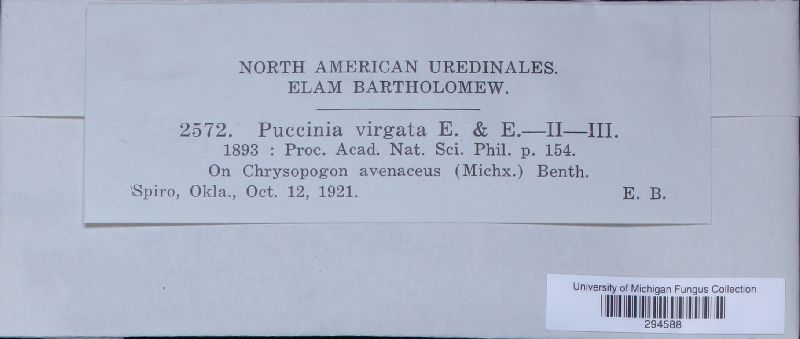 NORTH AMERICAN UREDINALES.
ELAM BARTHOLOMEW.
2572. Puccinia virgata E. & E.—II—III.
1893 : Proc. Acad. Nat. Sci. Phil. p. 154.
On Chrysopogon avenaceus (Michx.) Benth.
Spiro, Okla., Oct. 12, 1921. E. B.
University of Michigan Fungus Collection
294588